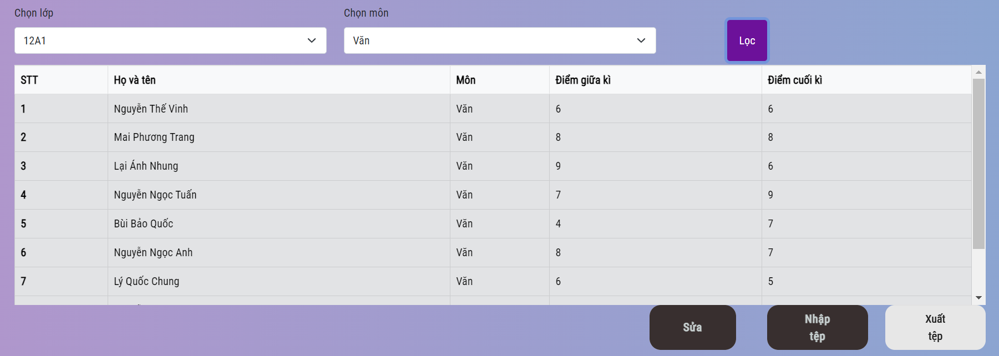 Chọn lớp Chọn môn
12A1 Văn Lọc
STT Họ và tên Môn Điểm giữa kì Điểm cuối kì
1 Nguyễn Thế Vinh Văn 6 6
2 Mai Phương Trang Văn 8 8
3 Lại Ánh Nhung Văn 9 6
4 Nguyễn Ngọc Tuấn Văn 7 9
5 Bùi Bảo Quốc Văn 4 7
6 Nguyễn Ngọc Anh Văn 8 7
7 Lý Quốc Chung Văn 6 5
Sửa
Nhập
tệp
Xuất
tệp